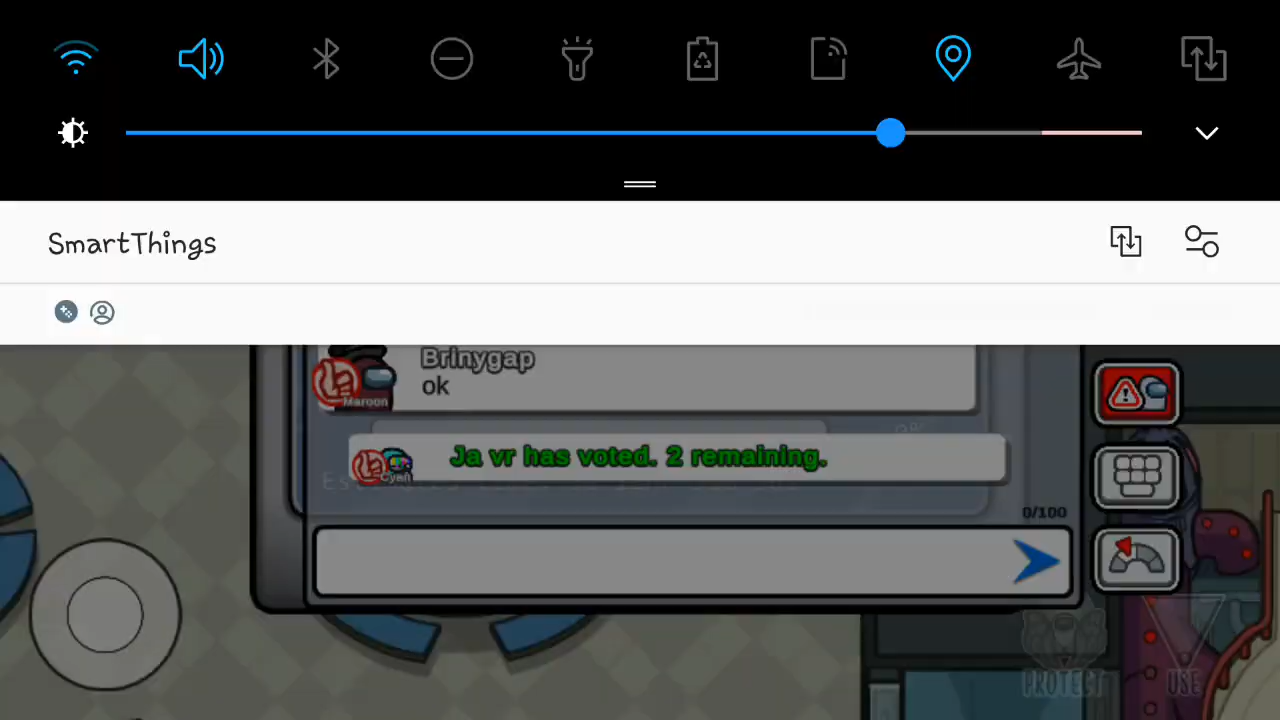 SmartThings
Brinygap
ok
Maroon
Ja vr has voted. 2 remaining.
Cyan
0/100
PROTECT
USE